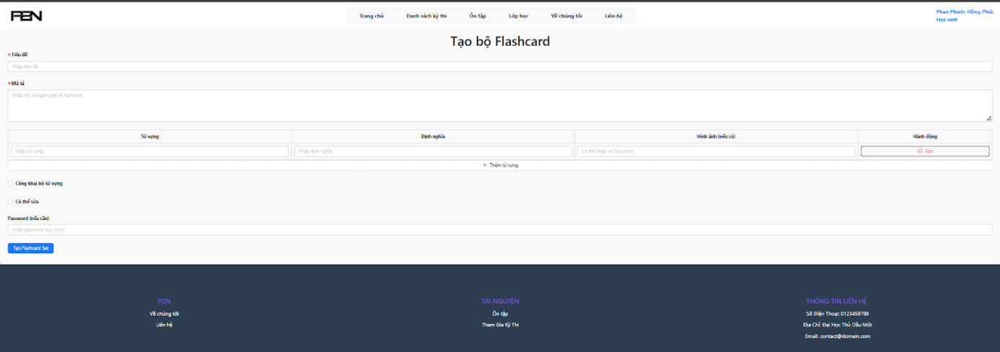 P2N
Trang chủ Danh sách kỳ thi Ôn tập Lớp học Về chúng tôi Liên hệ
Phan Phước Hồng Phúc
Học sinh
Tạo bộ Flashcard
* Tiêu đề
Nhập tiêu đề
* Mô tả
Nhập mô tả ngắn gọn về flashcard
Từ vựng Định nghĩa Hình ảnh (nếu có) Hành động
Nhập từ vựng Nhập định nghĩa Có thể nhập url (tùy chọn) Xóa
+ Thêm từ vựng
Công khai bộ từ vựng
Có thể sửa
Password (nếu cần)
Nhập password (tùy chọn)
Tạo Flashcard Set
P2N TÀI NGUYÊN THÔNG TIN LIÊN HỆ
Về chúng tôi Ôn tập Số Điện Thoại: 0123456789
Liên hệ Tham Gia Kỳ Thi Địa Chỉ: Đại Học Thủ Dầu Một
Email: contact@domain.com